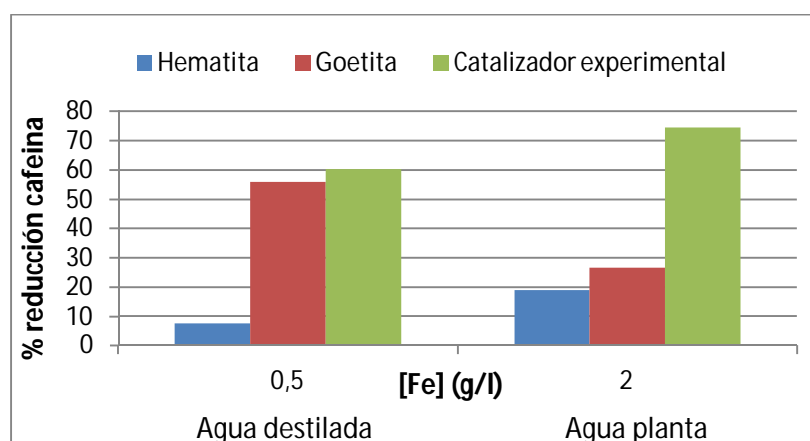 Hematita Goetita Catalizador experimental
% reducción cafeina
80
70
60
50
40
30
20
10
0
0,5 [Fe] (g/l) 2
Agua destilada Agua planta